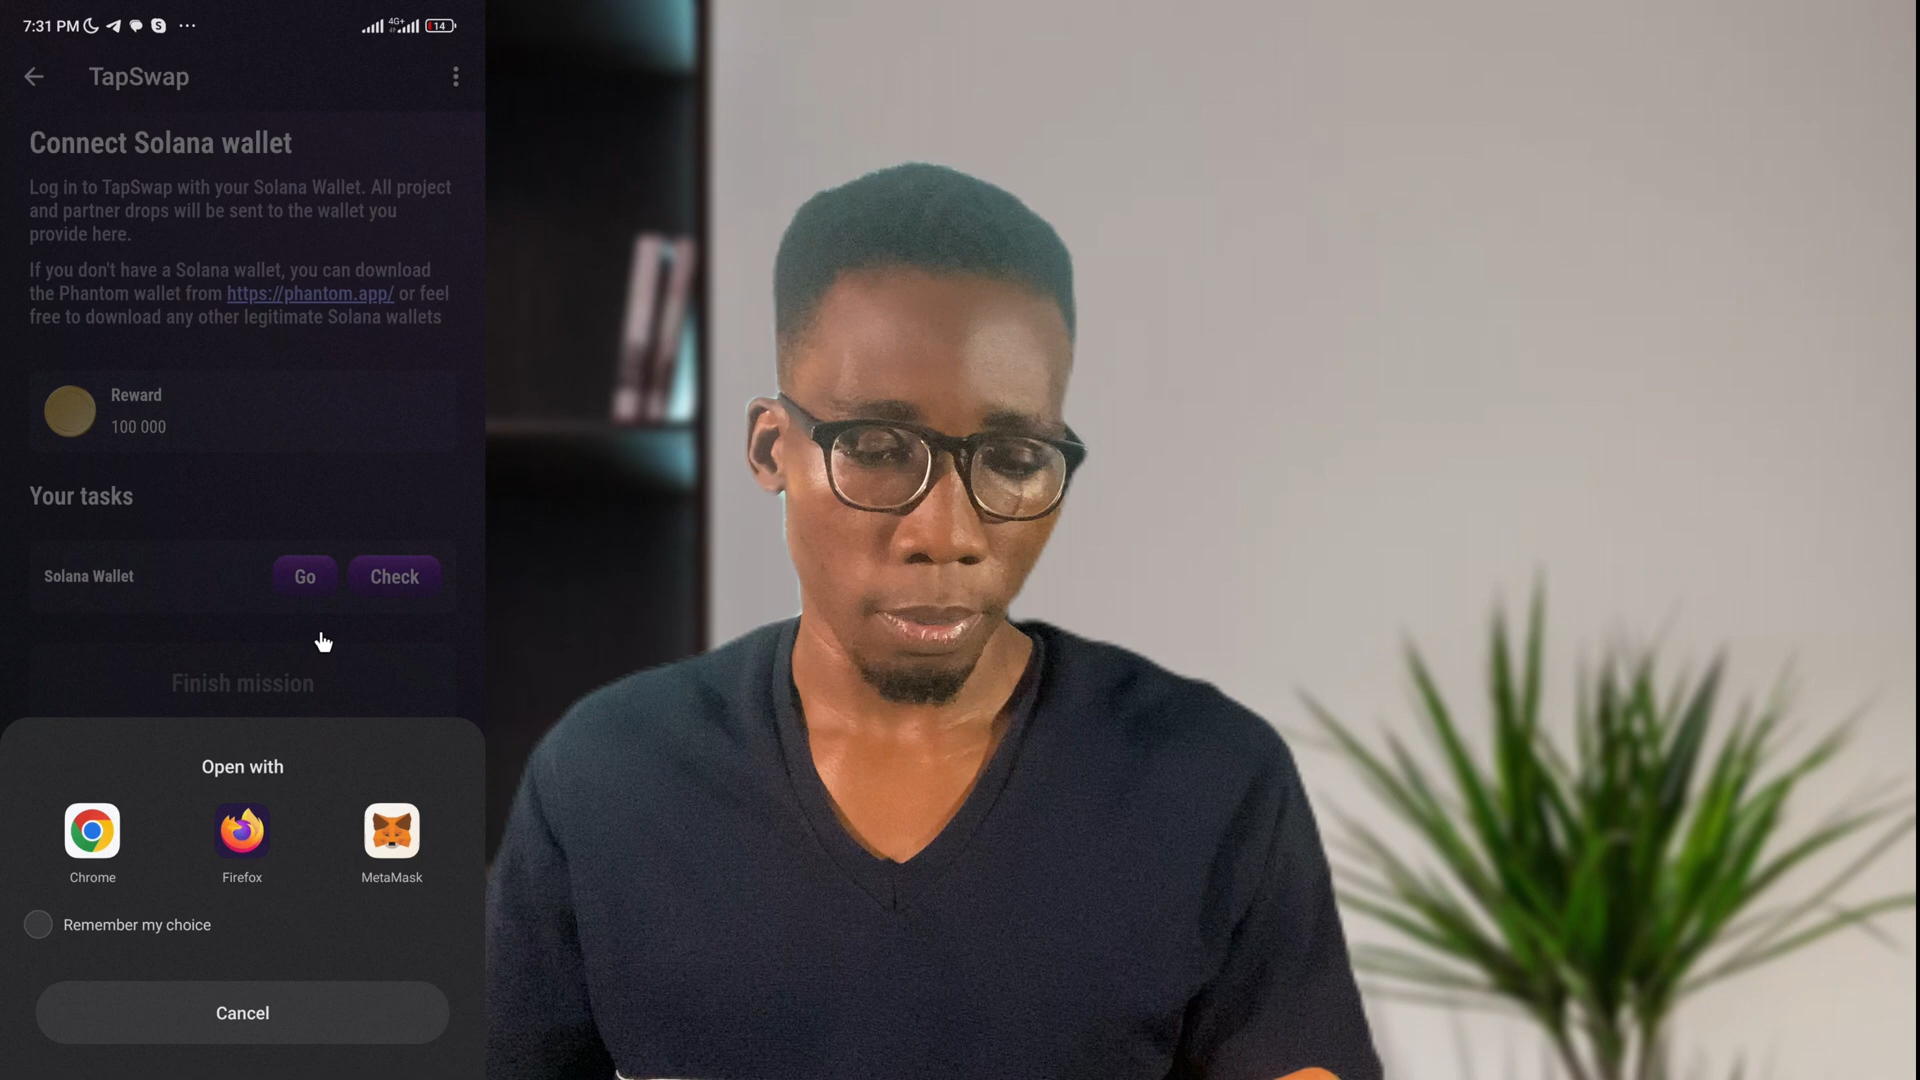 7:31 PM
4G+
14
TapSwap
Connect Solana wallet
Log in to TapSwap with your Solana Wallet. All project
and partner drops will be sent to the wallet you
provide here.
If you don't have a Solana wallet, you can download
the Phantom wallet from https://phantom.app/ or feel
free to download any other legitimate Solana wallets
Reward
100 000
Your tasks
Solana Wallet
Go
Check
Finish mission
Open with
Chrome
Firefox
MetaMask
Remember my choice
Cancel